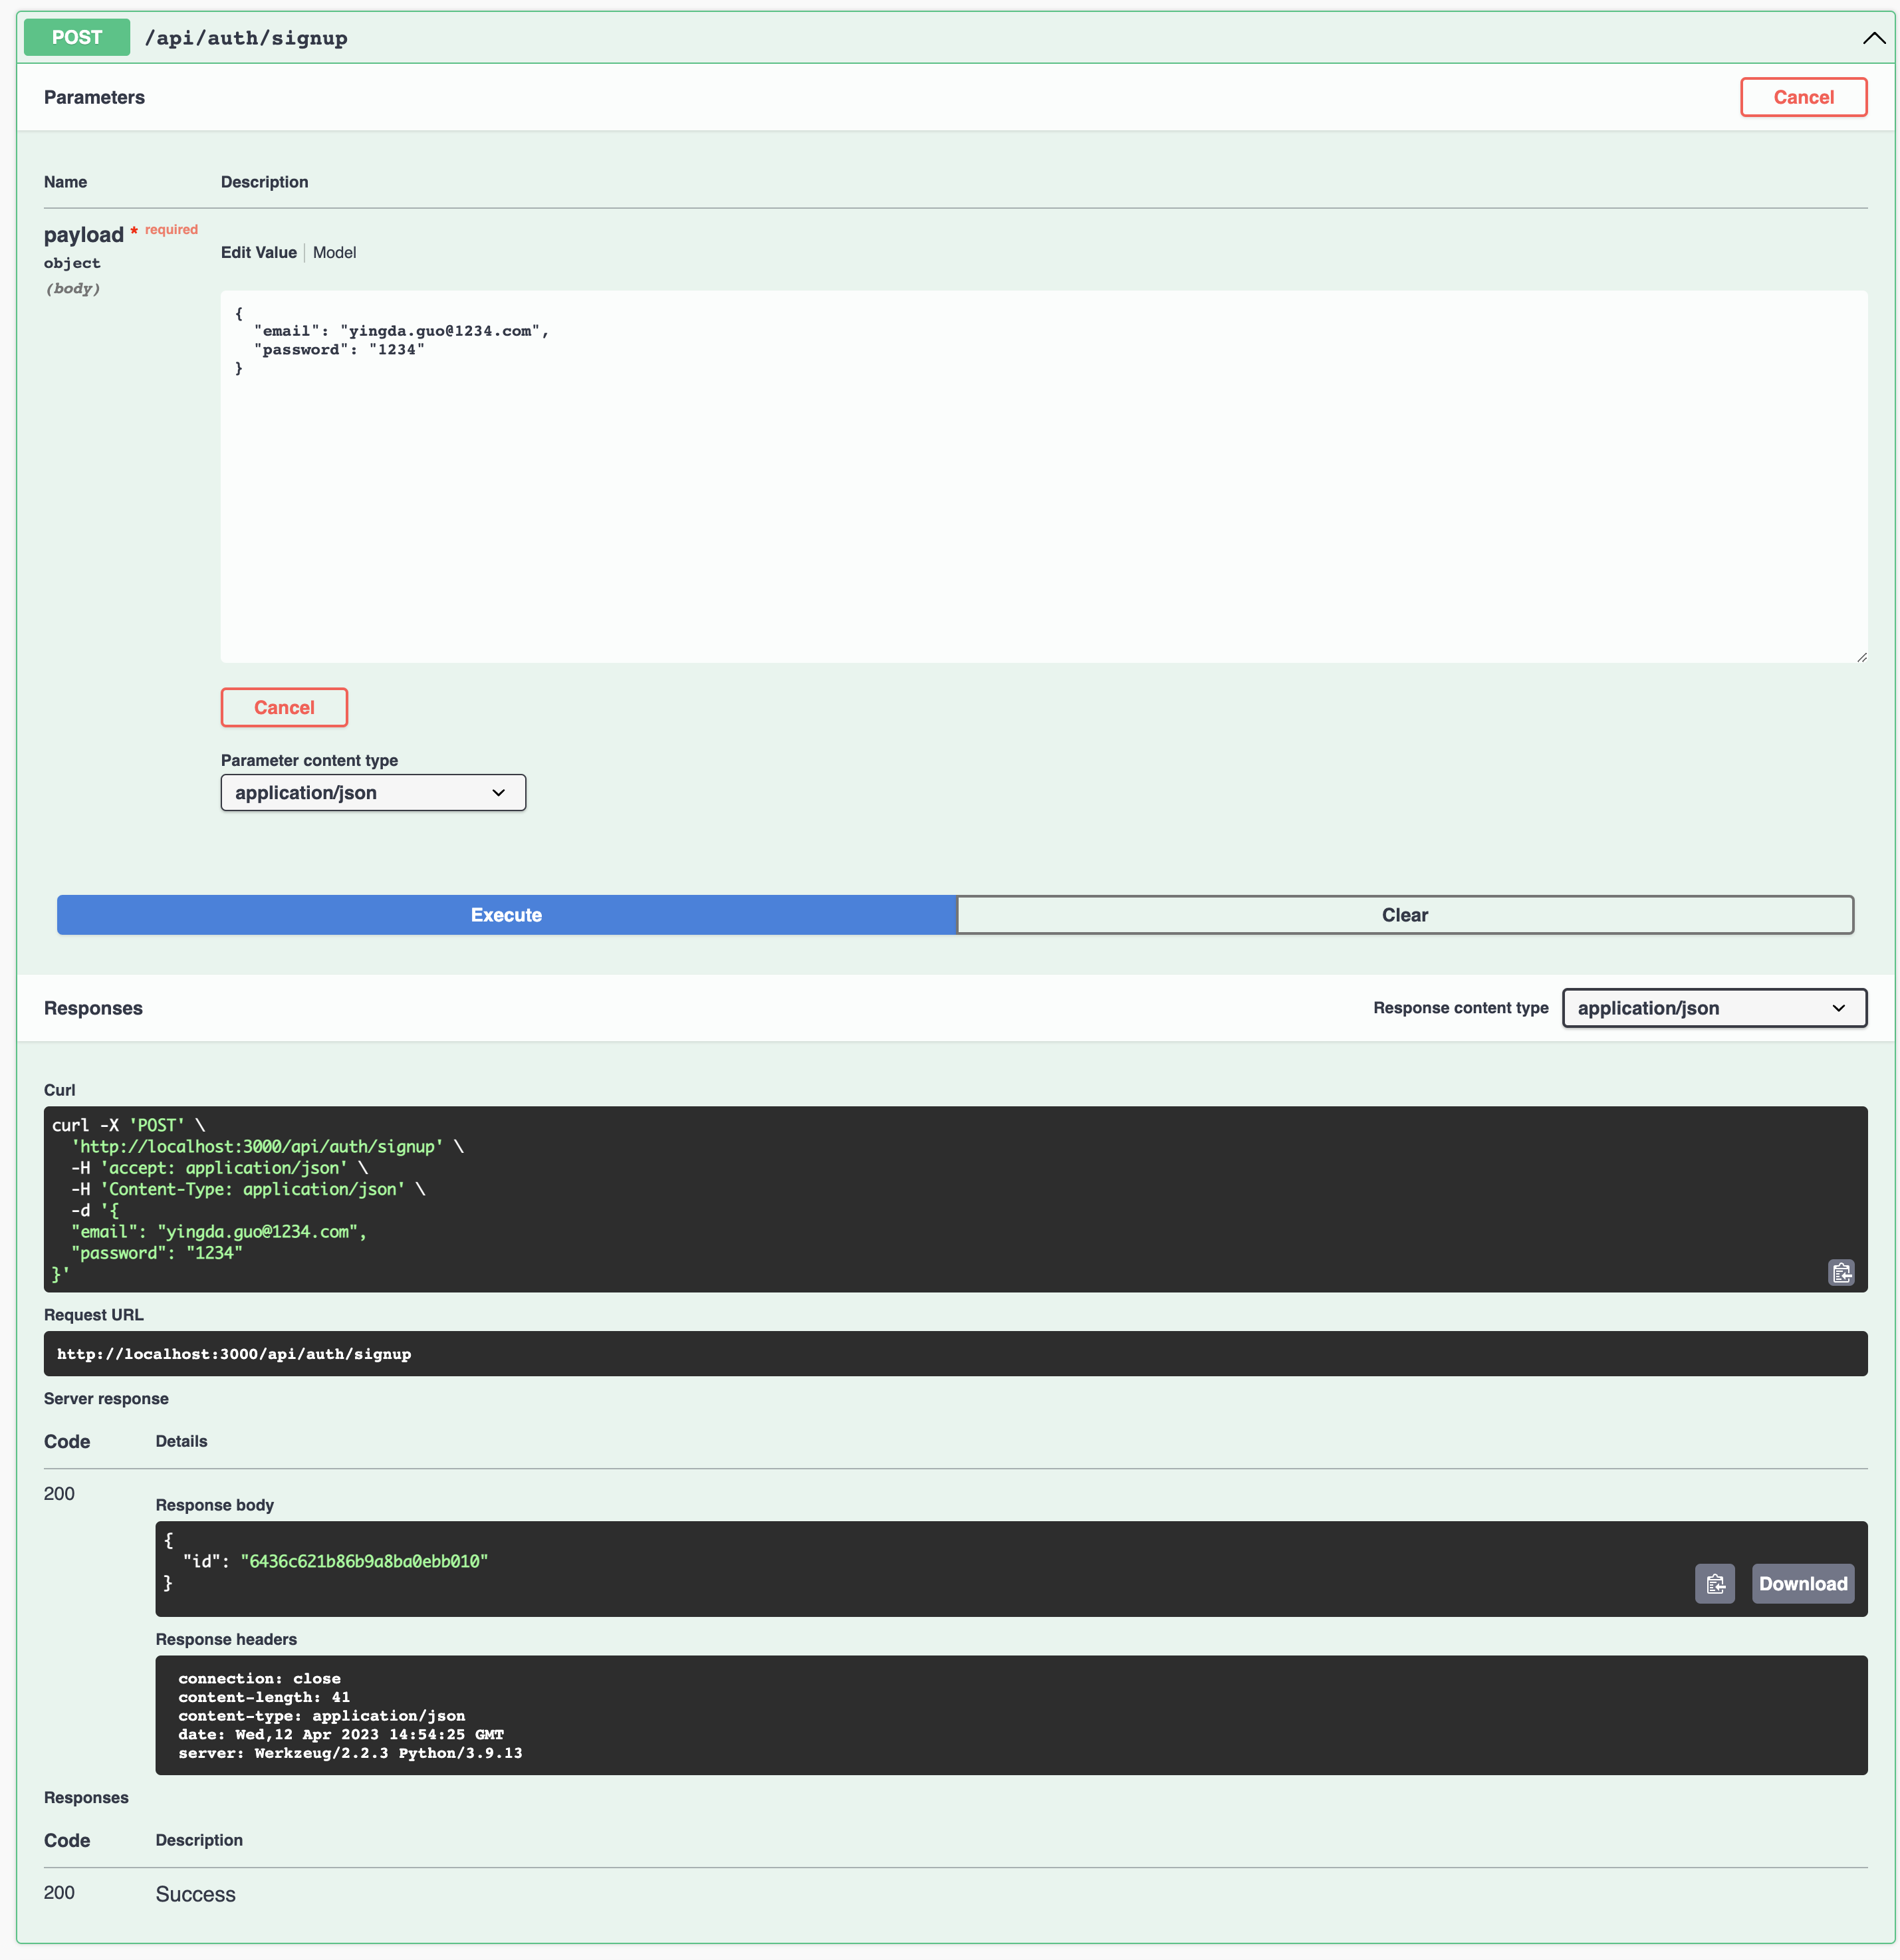 POST /api/auth/signup
Parameters
Cancel
Name Description
payload * required
object
(body)
Edit Value Model
{
  "email": "yingda.guo@1234.com",
  "password": "1234"
}
Cancel
Parameter content type
application/json
Execute Clear
Responses
Response content type application/json
Curl
curl -X 'POST' \
  'http://localhost:3000/api/auth/signup' \
  -H 'accept: application/json' \
  -H 'Content-Type: application/json' \
  -d '{
  "email": "yingda.guo@1234.com",
  "password": "1234"
}'
Request URL
http://localhost:3000/api/auth/signup
Server response
Code Details
200
Response body
{
  "id": "6436c621b86b9a8ba0ebb010"
}
Download
Response headers
connection: close
content-length: 41
content-type: application/json
date: Wed,12 Apr 2023 14:54:25 GMT
server: Werkzeug/2.2.3 Python/3.9.13
Responses
Code Description
200 Success